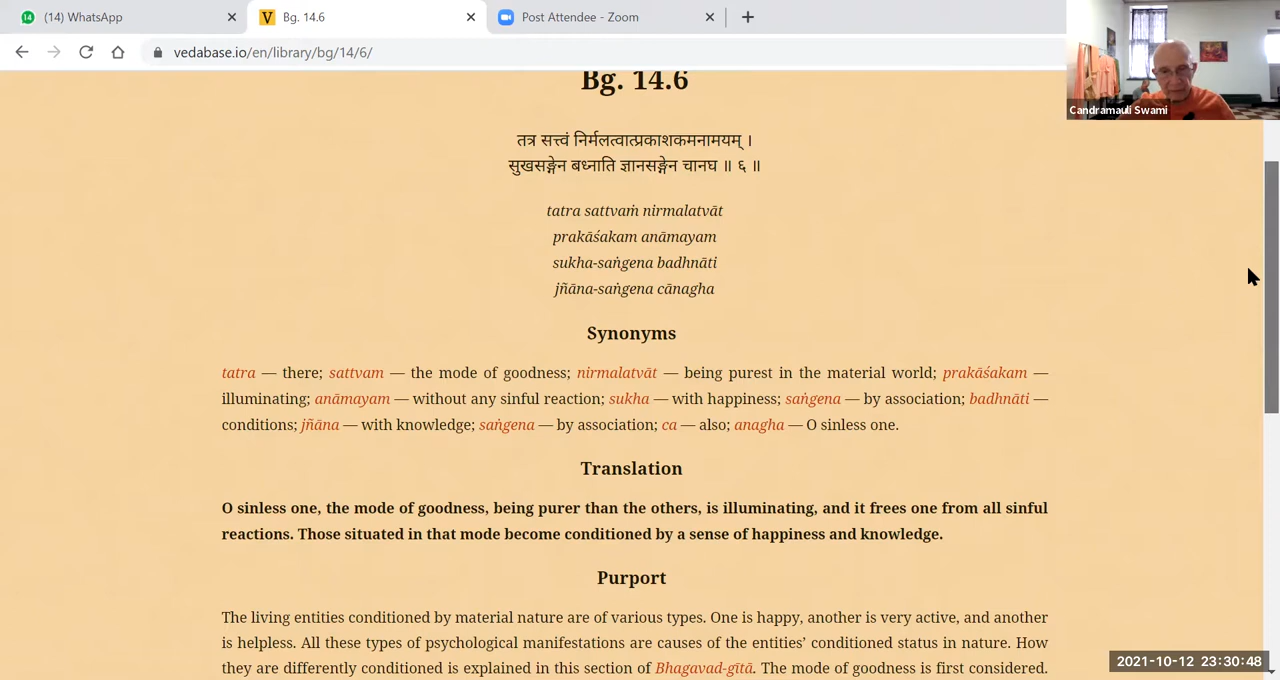 14
(14) WhatsApp
V
Bg. 14.6
Post Attendee - Zoom
vedabase.io/en/library/bg/14/6/
Candramauli Swami
Bg. 14.6
तत्र सत्त्वं निर्मलत्वात्प्रकाशकमनामयम् ।
सुखसङ्गेन बध्नाति ज्ञानसङ्गेन चानघ ॥ ६ ॥
tatra sattvaṁ nirmalatvāt
prakāśakam anāmayam
sukha-saṅgena badhnāti
jñāna-saṅgena cānagha
Synonyms
tatra — there; sattvam — the mode of goodness; nirmalatvāt — being purest in the material world; prakāśakam —
illuminating; anāmayam — without any sinful reaction; sukha — with happiness; saṅgena — by association; badhnāti —
conditions; jñāna — with knowledge; saṅgena — by association; ca — also; anagha — O sinless one.
Translation
O sinless one, the mode of goodness, being purer than the others, is illuminating, and it frees one from all sinful
reactions. Those situated in that mode become conditioned by a sense of happiness and knowledge.
Purport
The living entities conditioned by material nature are of various types. One is happy, another is very active, and another
is helpless. All these types of psychological manifestations are causes of the entities’ conditioned status in nature. How
they are differently conditioned is explained in this section of Bhagavad-gītā. The mode of goodness is first considered.
2021-10-12 23:30:48